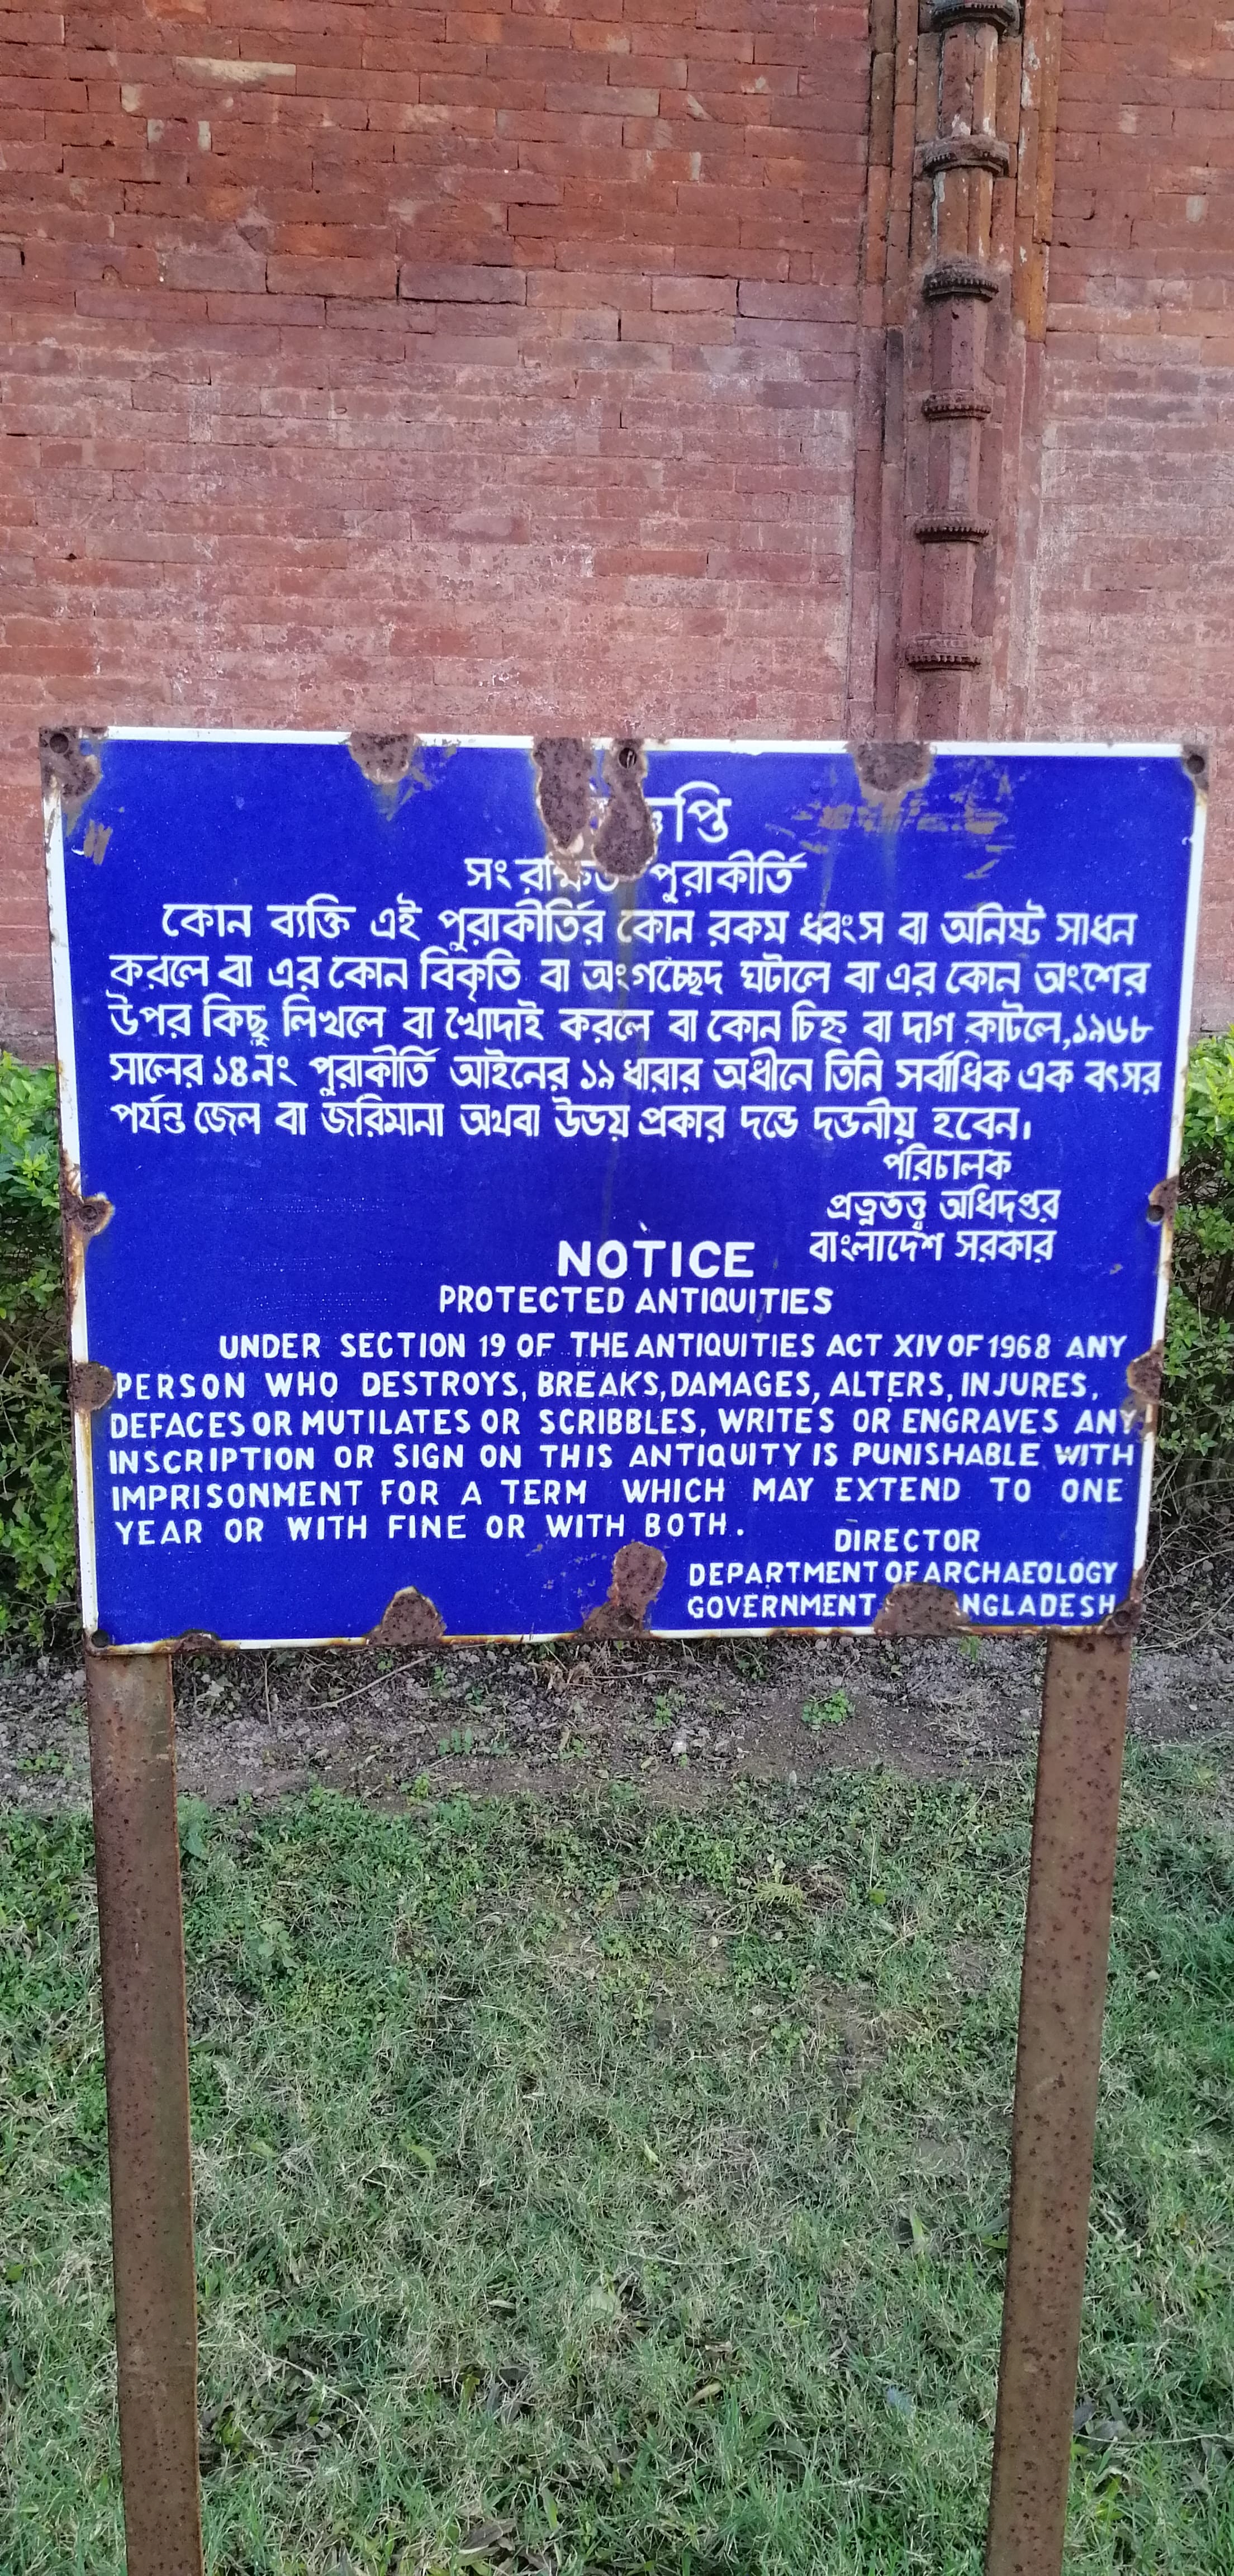 সংরক্ষিত পুরাকীর্তি
কোন ব্যক্তি এই পুরাকীর্তির কোন রকম ধ্বংস বা অনিষ্ট সাধন
করলে বা এর কোন বিকৃতি বা অংগচ্ছেদ ঘটালে বা এর কোন অংশের
উপর কিছু লিখলে বা খোদাই করলে বা কোন চিহ্ন বা দাগ কাটলে,১৯৬৮
সালের ১৪নং পুরাকীর্তি আইনের ১৯ ধারার অধীনে তিনি সর্বাধিক এক বৎসর
পর্যন্ত জেল বা জরিমানা অথবা উভয় প্রকার দন্ডে দন্ডনীয় হবেন।
পরিচালক
প্রত্নতত্ত্ব অধিদপ্তর
বাংলাদেশ সরকার
NOTICE
PROTECTED ANTIQUITIES
UNDER SECTION 19 OF THE ANTIQUITIES ACT XIV OF 1968 ANY
PERSON WHO DESTROYS, BREAKS, DAMAGES, ALTERS, INJURES,
DEFACES OR MUTILATES OR SCRIBBLES, WRITES OR ENGRAVES ANY
INSCRIPTION OR SIGN ON THIS ANTIQUITY IS PUNISHABLE WITH
IMPRISONMENT FOR A TERM WHICH MAY EXTEND TO ONE
YEAR OR WITH FINE OR WITH BOTH.
DIRECTOR
DEPARTMENT OF ARCHAEOLOGY
GOVERNMENT